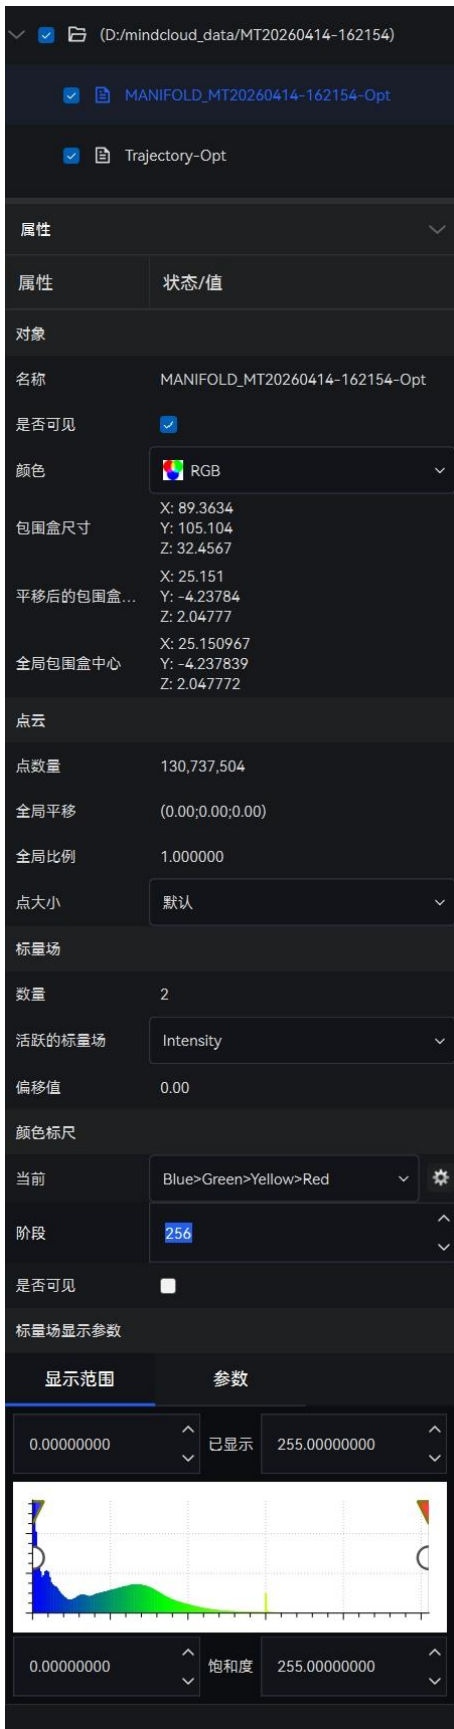 (D:/mindcloud_data/MT20260414-162154)
MANIFOLD_MT20260414-162154-Opt
Trajectory-Opt
属性
属性 状态/值
对象
名称 MANIFOLD_MT20260414-162154-Opt
是否可见
颜色 RGB
包围盒尺寸 X: 89.3634
Y: 105.104
Z: 32.4567
平移后的包围盒... X: 25.151
Y: -4.23784
Z: 2.04777
全局包围盒中心 X: 25.150967
Y: -4.237839
Z: 2.047772
点云
点数量 130,737,504
全局平移 (0.00;0.00;0.00)
全局比例 1.000000
点大小 默认
标量场
数量 2
活跃的标量场 Intensity
偏移值 0.00
颜色标尺
当前 Blue>Green>Yellow>Red
阶段 256
是否可见
标量场显示参数
显示范围 参数
0.00000000 已显示 255.00000000
0.00000000 饱和度 255.00000000